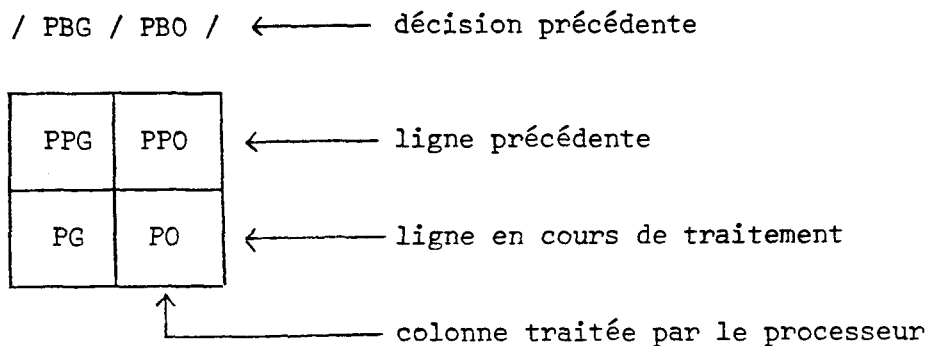 / PBG / PBO / ← décision précédente
PPG PPO ← ligne précédente
PG PO ← ligne en cours de traitement
colonne traitée par le processeur